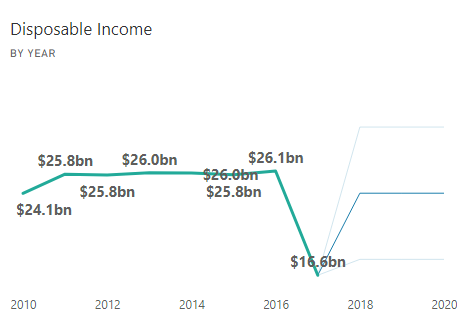 Disposable Income
BY YEAR
$25.8bn $26.0bn $26.1bn
$26.0bn
$25.8bn $25.8bn
$24.1bn
$16.6bn
2010 2012 2014 2016 2018 2020